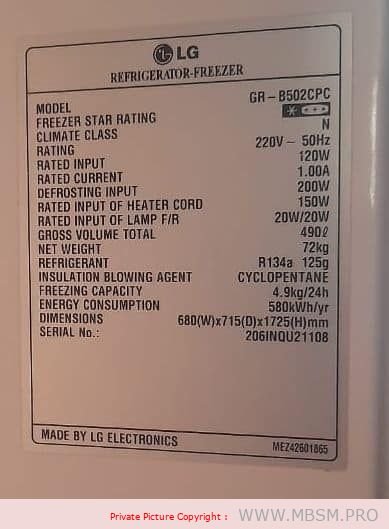 LG
REFRIGERATOR-FREEZER
MODEL GR-B502CPC
FREEZER STAR RATING
CLIMATE CLASS N
RATING 220V~ 50Hz
RATED INPUT 120W
RATED CURRENT 1.00A
DEFROSTING INPUT 200W
RATED INPUT OF HEATER CORD 150W
RATED INPUT OF LAMP F/R 20W/20W
GROSS VOLUME TOTAL 490ℓ
NET WEIGHT 72kg
REFRIGERANT R134a 125g
INSULATION BLOWING AGENT CYCLOPENTANE
FREEZING CAPACITY 4.9kg/24h
ENERGY CONSUMPTION 580kWh/yr
DIMENSIONS 680(W)x715(D)x1725(H)mm
SERIAL No.: 206INQU21108
MADE BY LG ELECTRONICS MEZ42601865
Private Picture Copyright : WWW.MBSM.PRO